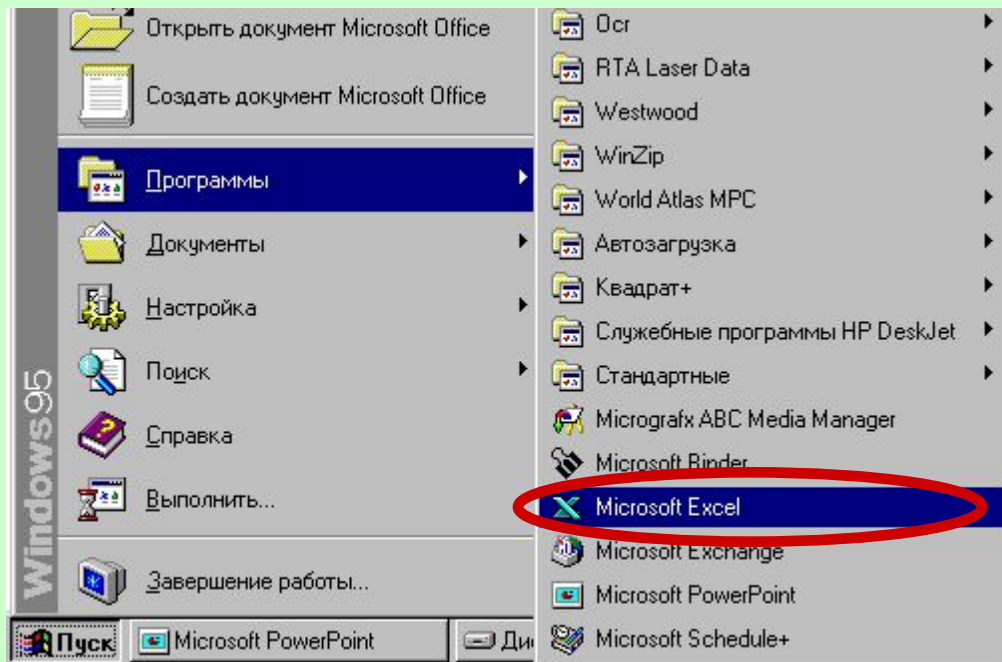 Открыть документ Microsoft Office
Создать документ Microsoft Office
Программы
Документы
Настройка
Поиск
Справка
Выполнить...
Завершение работы...
Windows95
Ocr
RTA Laser Data
Westwood
WinZip
World Atlas MPC
Автозагрузка
Квадрат+
Служебные программы HP DeskJet
Стандартные
Micrografx ABC Media Manager
Microsoft Binder
Microsoft Excel
Microsoft Exchange
Microsoft PowerPoint
Microsoft Schedule+
Пуск
Microsoft PowerPoint